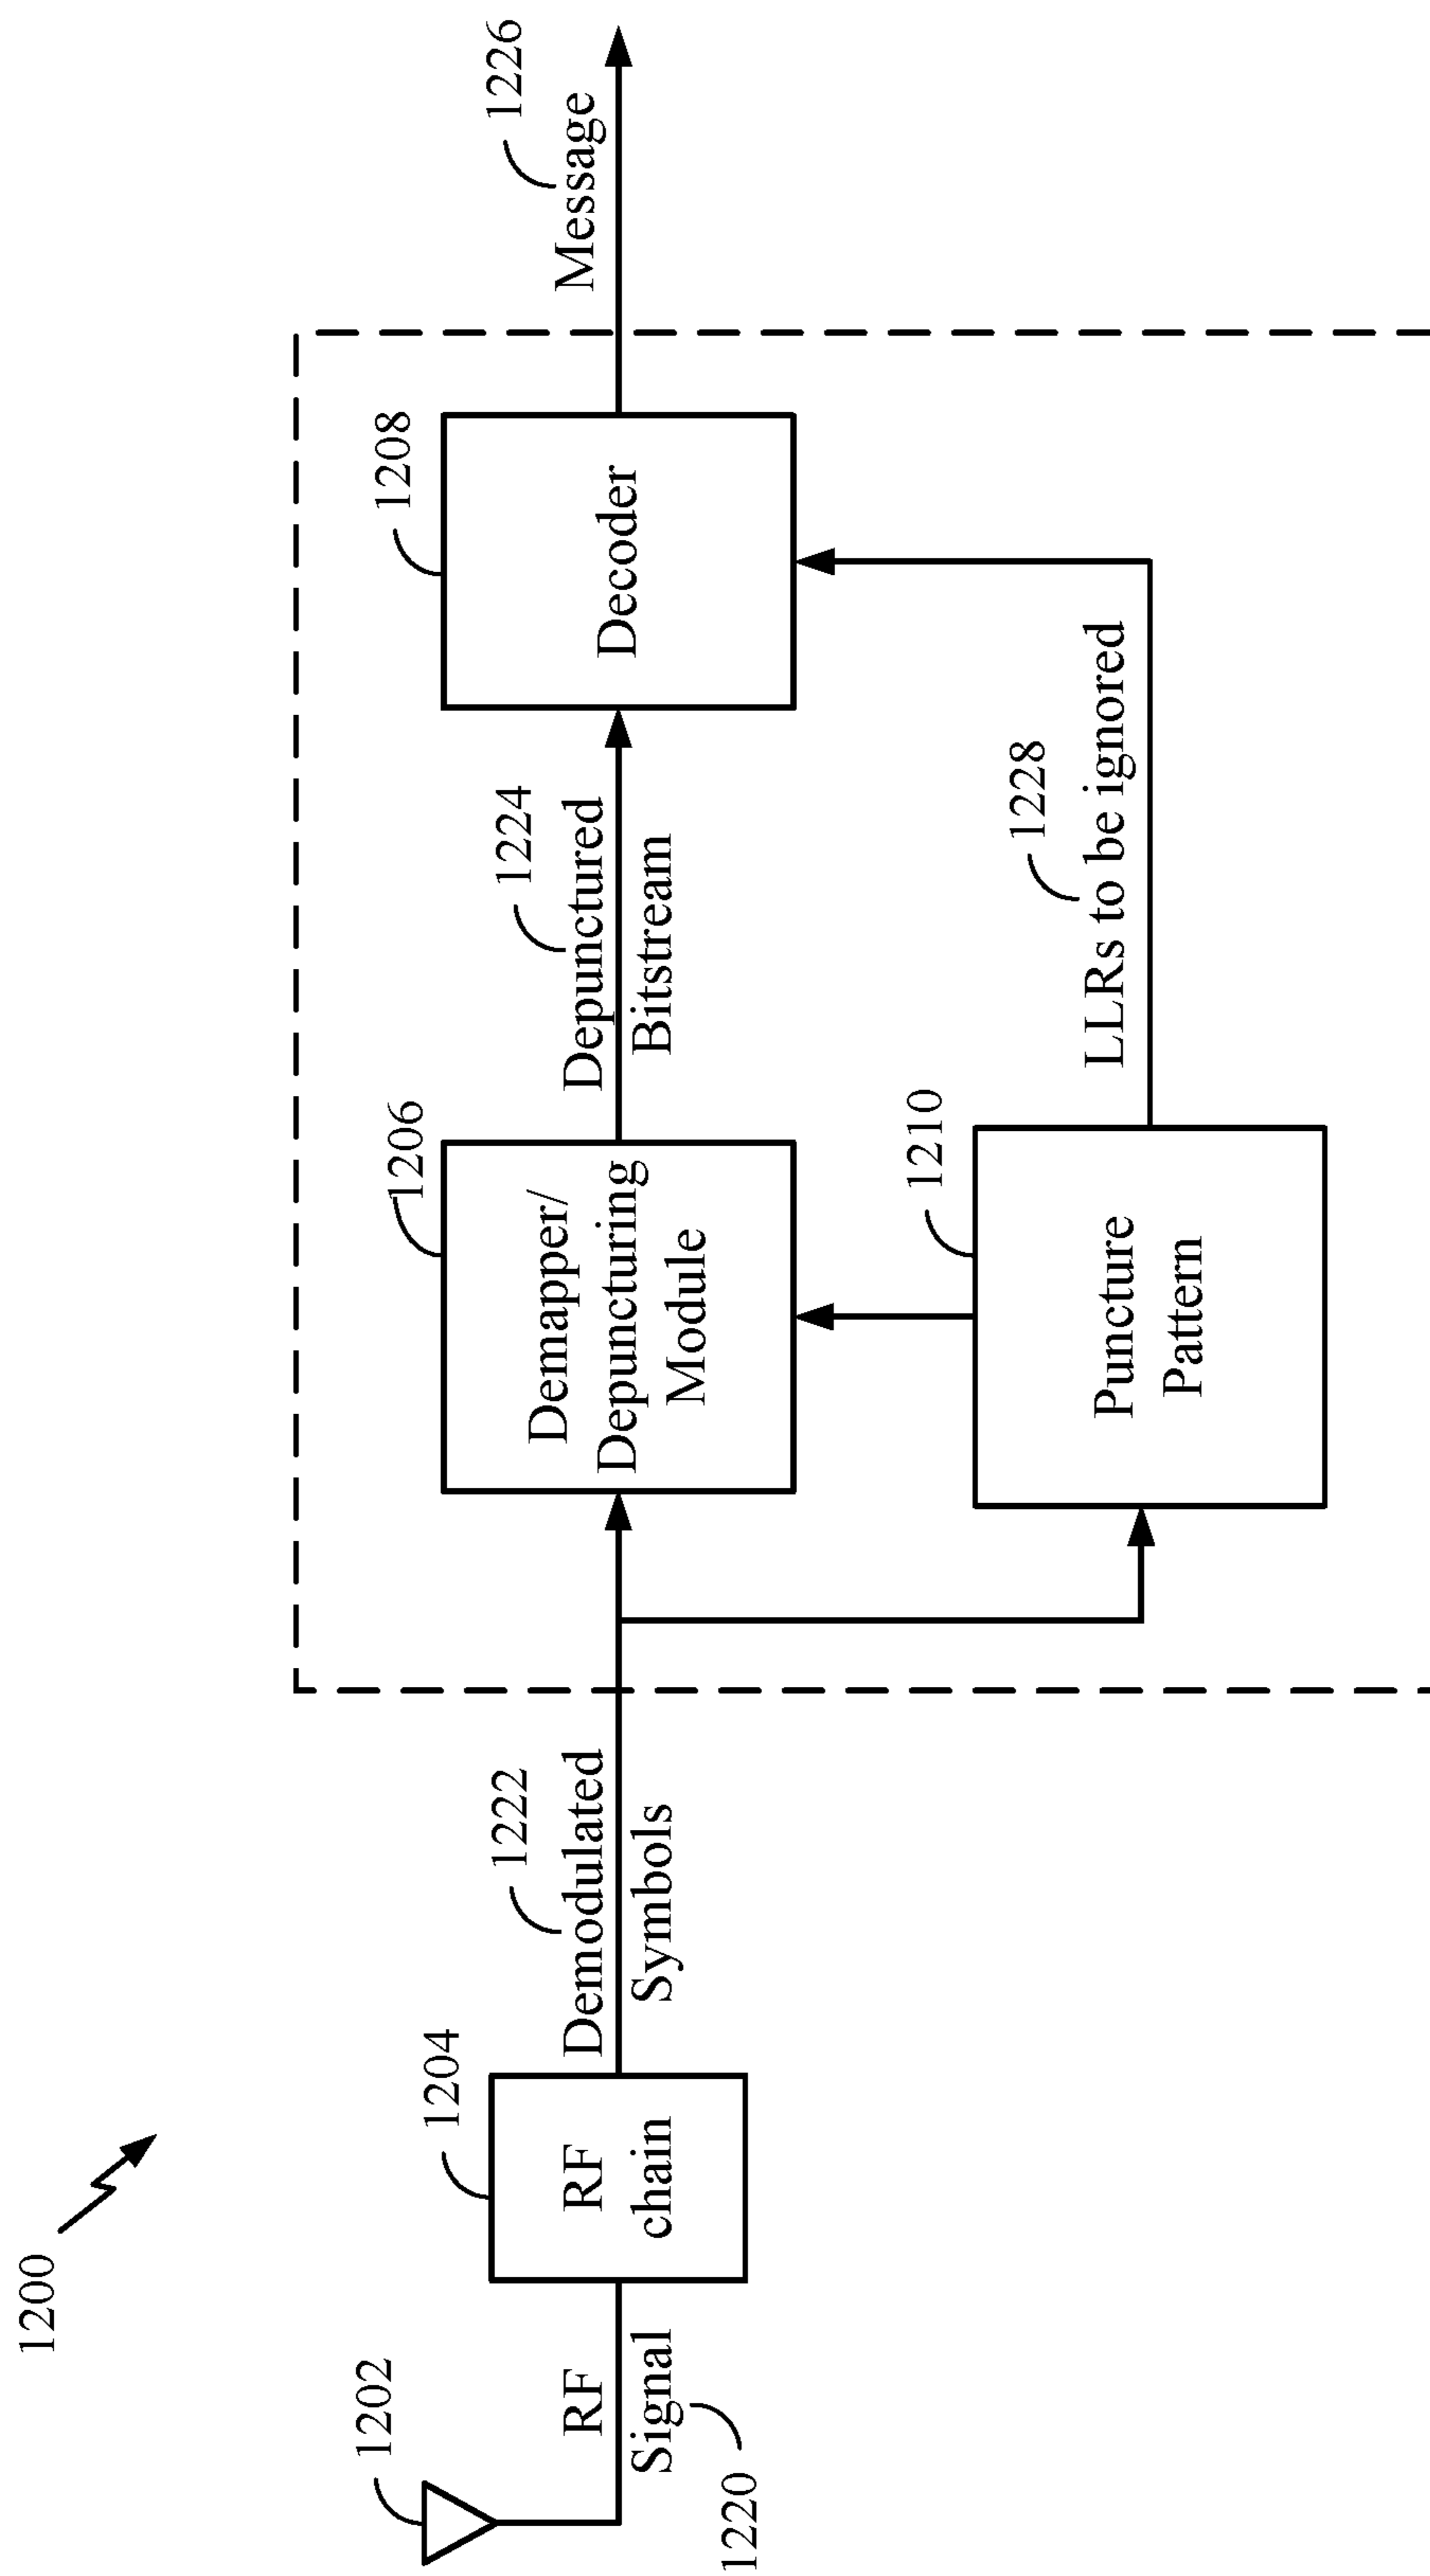 1200
1202
RF
Signal
1220
1204
RF
chain
1222
Demodulated
Symbols
1206
Demapper/
Depuncturing
Module
1224
Depunctured
Bitstream
1208
Decoder
1226
Message
1210
Puncture
Pattern
1228
LLRs to be ignored